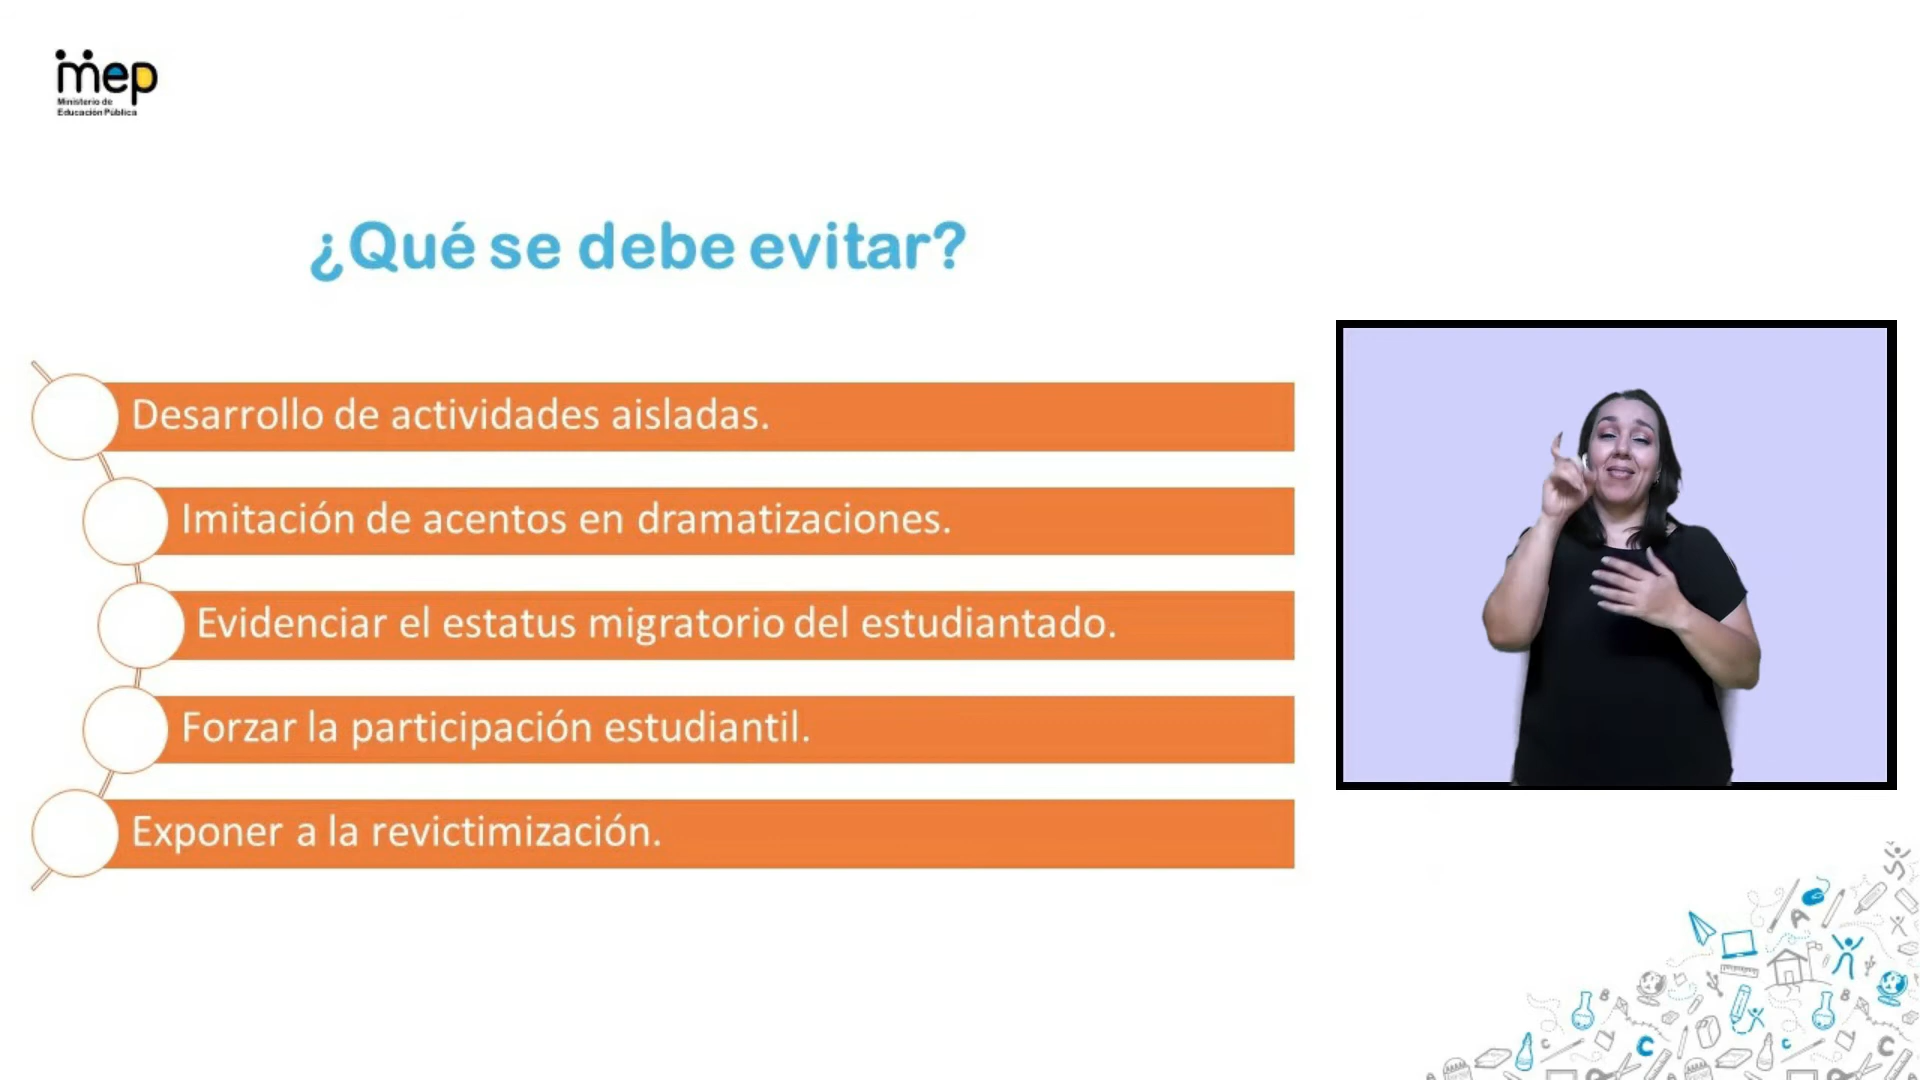 mep
Ministerio de
Educación Pública
¿Qué se debe evitar?
Desarrollo de actividades aisladas.
Imitación de acentos en dramatizaciones.
Evidenciar el estatus migratorio del estudiantado.
Forzar la participación estudiantil.
Exponer a la revictimización.